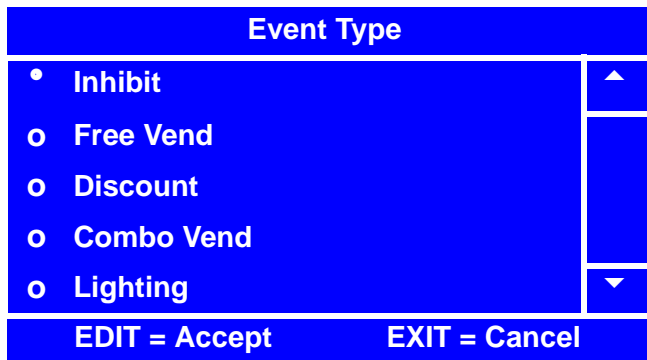 Event Type
Inhibit
o Free Vend
o Discount
o Combo Vend
o Lighting
EDIT = Accept EXIT = Cancel